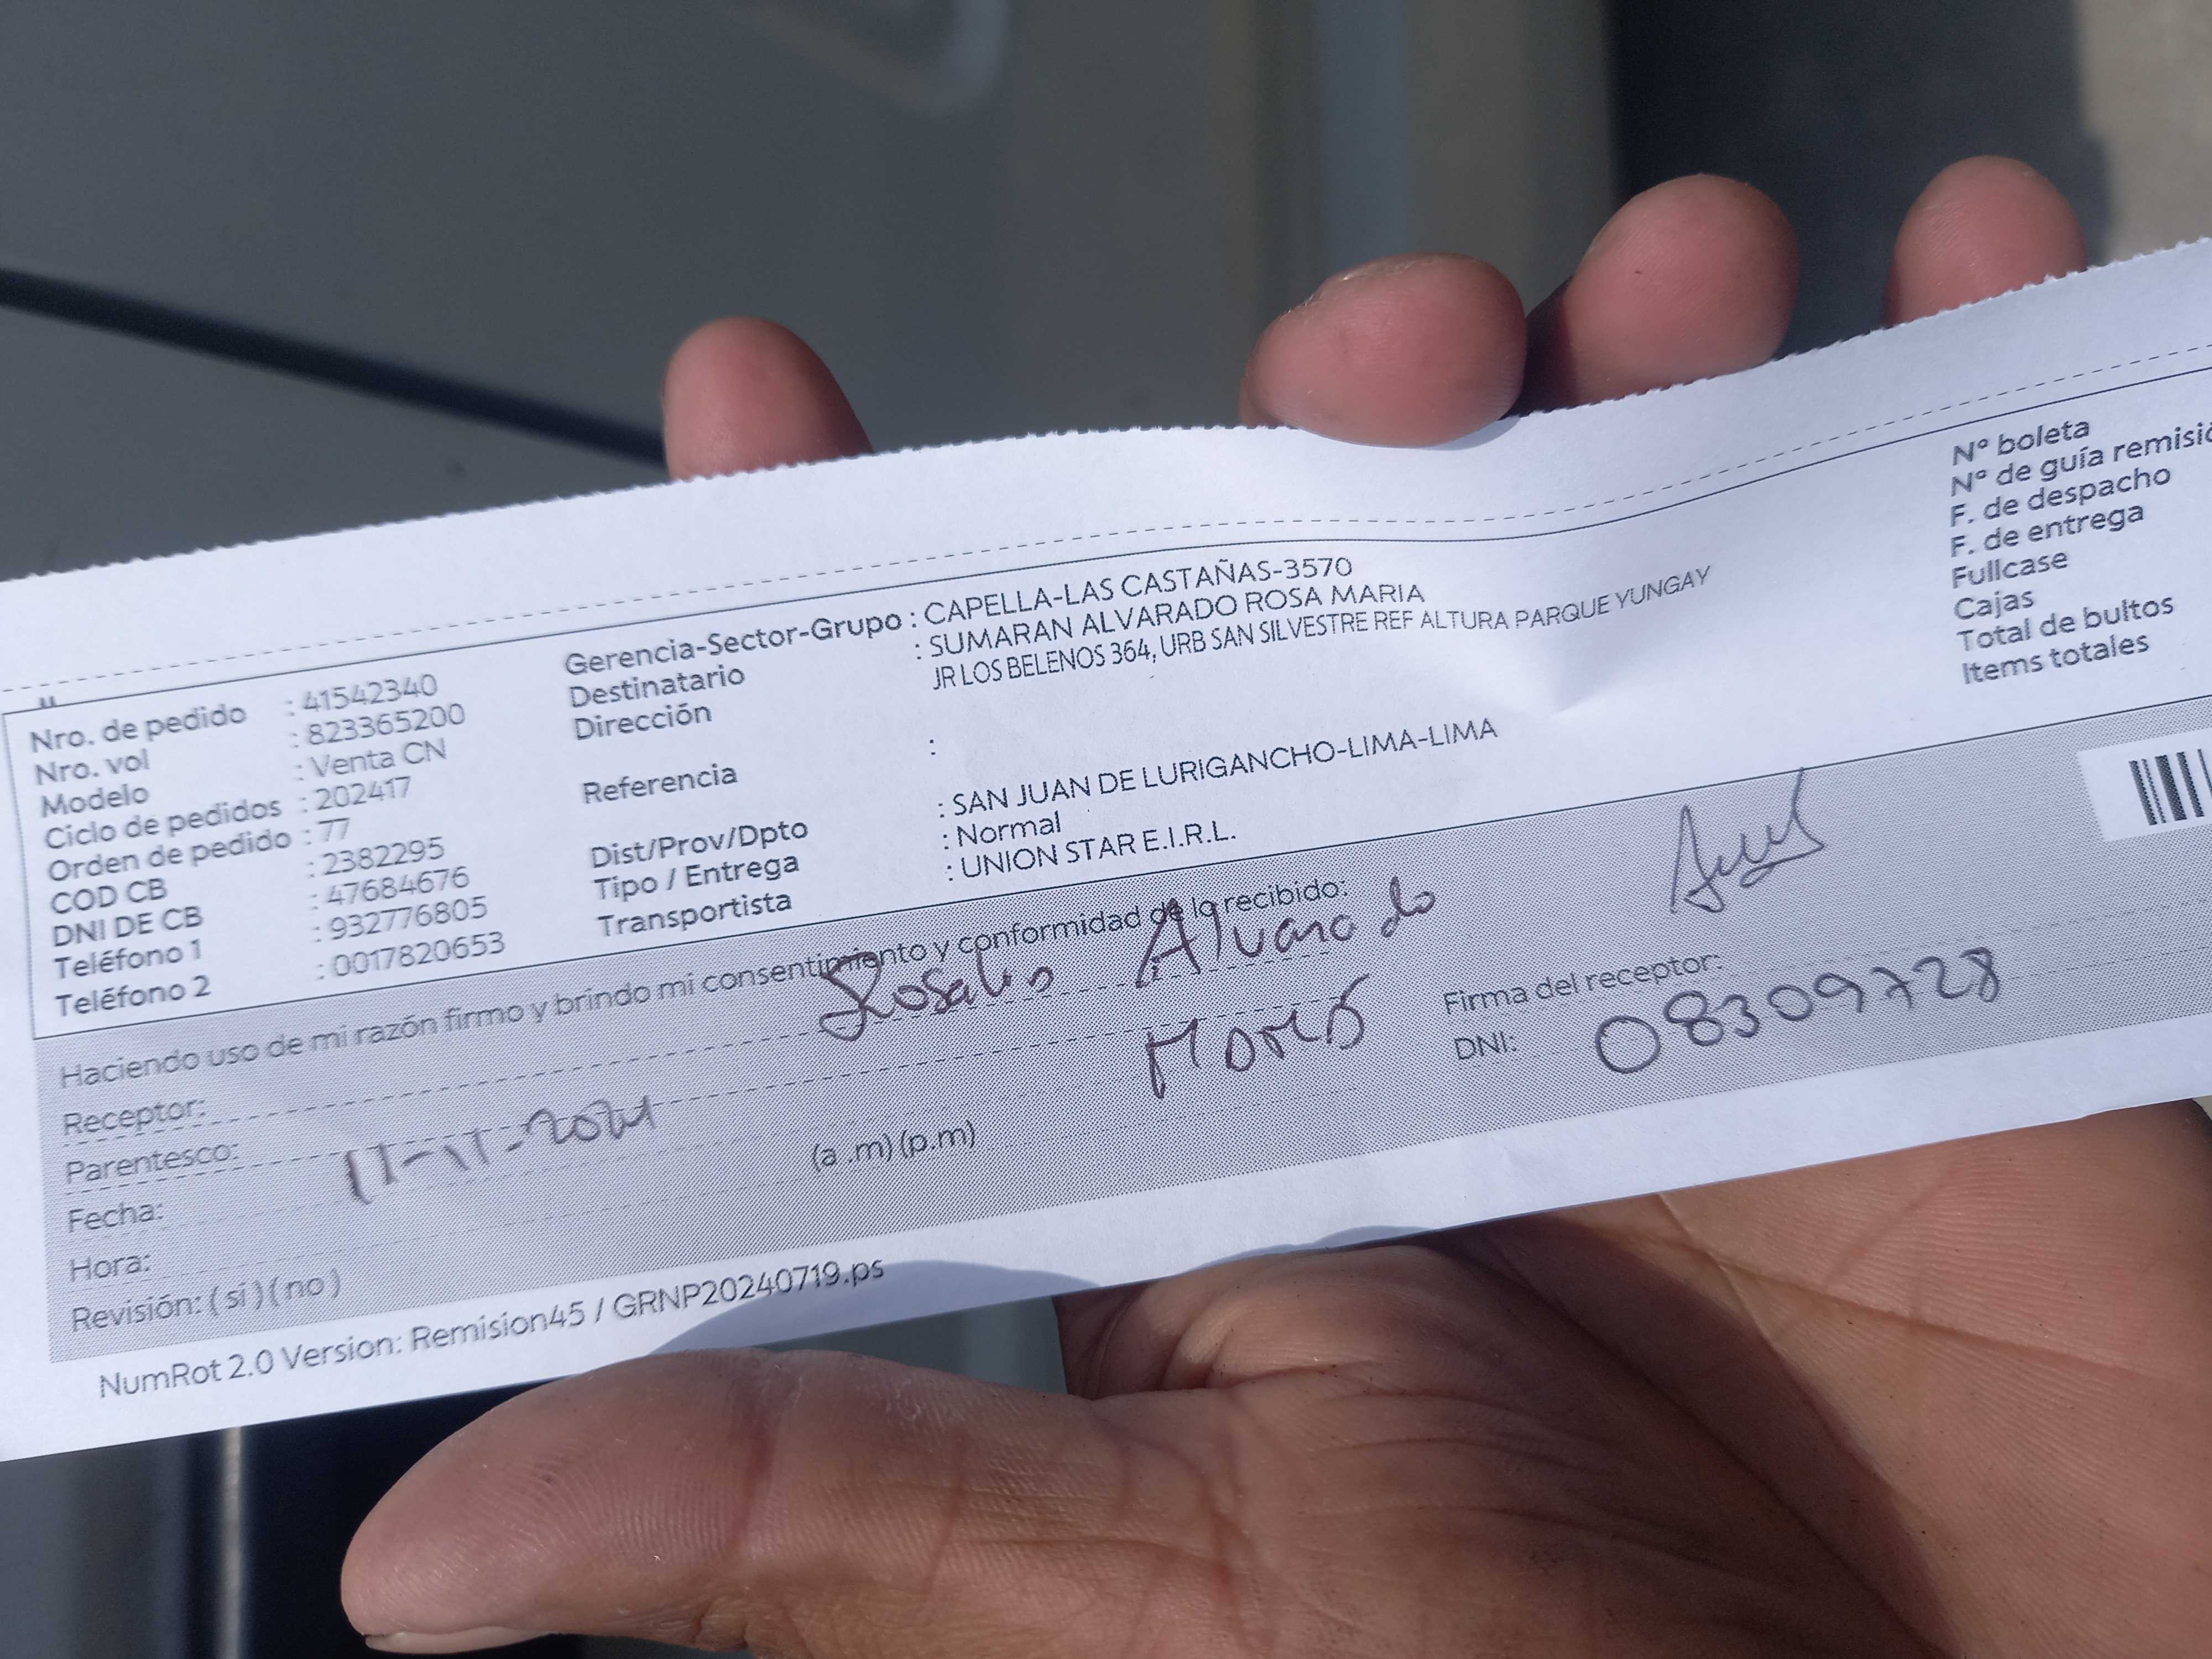 Nro. de pedido : 41542340
Nro. vol : 823365200
Modelo : Venta CN
Ciclo de pedidos : 202417
Orden de pedido : 77
COD CB : 2382295
DNI DE CB : 47684676
Teléfono 1 : 932776805
Teléfono 2 : 0017820653
Gerencia-Sector-Grupo : CAPELLA-LAS CASTAÑAS-3570
Destinatario : SUMARAN ALVARADO ROSA MARIA
Dirección JR LOS BELENOS 364, URB SAN SILVESTRE REF ALTURA PARQUE YUNGAY
Referencia :
Dist/Prov/Dpto : SAN JUAN DE LURIGANCHO-LIMA-LIMA
Tipo / Entrega : Normal
Transportista : UNION STAR E.I.R.L.
Nº boleta
Nº de guía remisió
F. de despacho
F. de entrega
Fullcase
Cajas
Total de bultos
Items totales
Haciendo uso de mi razón firmo y brindo mi consentimiento y conformidad de lo recibido:
Receptor: Alvarado
Parentesco:
Fecha: 11-11-2024
Hora: (a .m) (p.m)
Revisión: ( si ) ( no )
Firma del receptor:
DNI: 08309728
NumRot 2.0 Version: Remision45 / GRNP20240719.ps